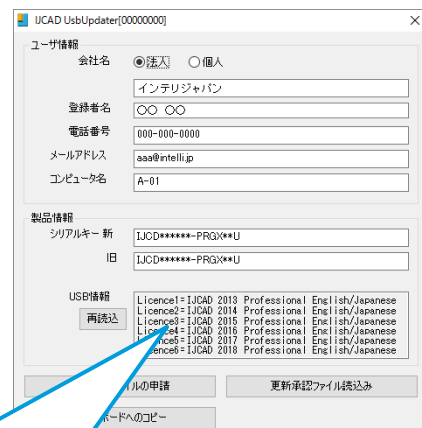 IJCAD UsbUpdater[00000000]
ユーザ情報
会社名 法人 個人
インテリジャパン
登録者名 〇〇 〇〇
電話番号 000-000-0000
メールアドレス aaa@intelli.jp
コンピュータ名 A-01
製品情報
シリアルキー 新 IJCD******-PRGX**U
旧 IJCD******-PRGX**U
USB情報
再読込
Licence1=IJCAD 2013 Professional English/Japanese
Licence2=IJCAD 2014 Professional English/Japanese
Licence3=IJCAD 2015 Professional English/Japanese
Licence4=IJCAD 2016 Professional English/Japanese
Licence5=IJCAD 2017 Professional English/Japanese
Licence6=IJCAD 2018 Professional English/Japanese
ルの申請 更新承認ファイル読込み
ードへのコピー